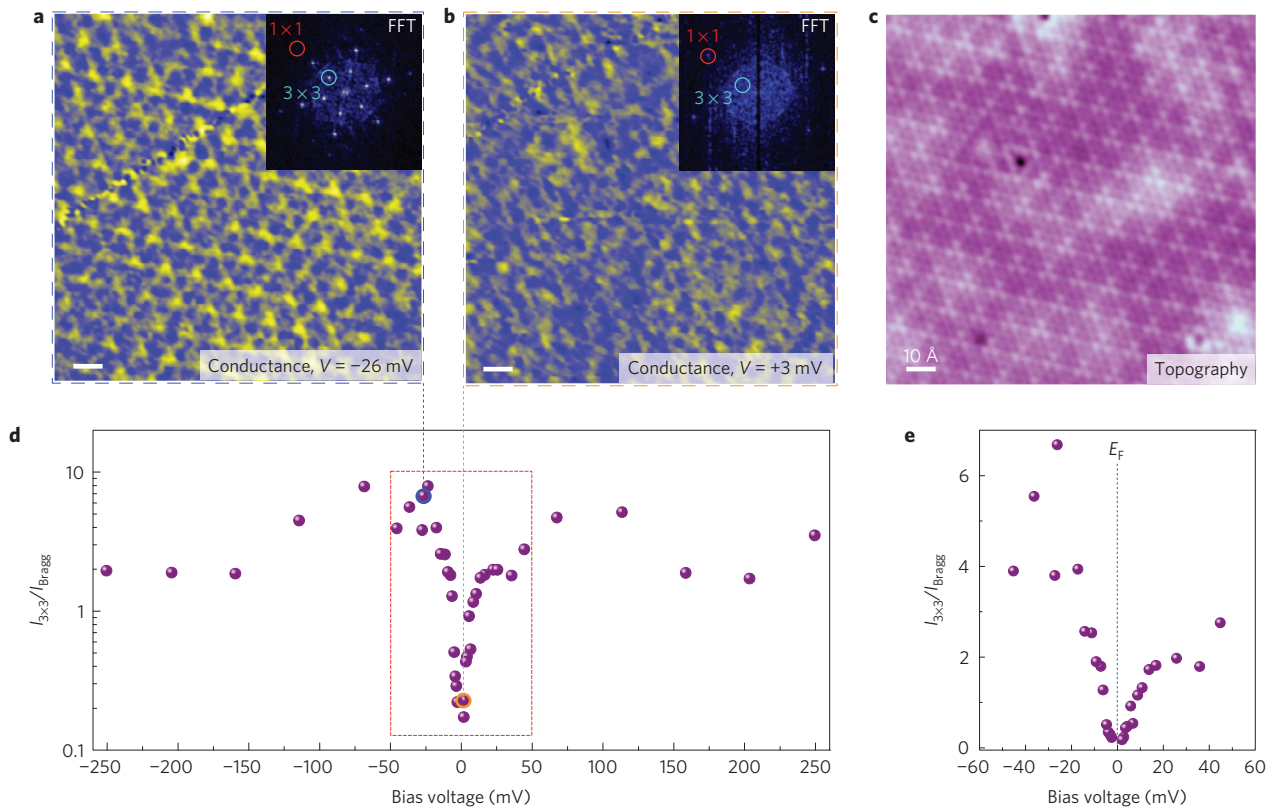 a
FFT
1 × 1
3 × 3
Conductance, V = −26 mV
b
FFT
1 × 1
3 × 3
Conductance, V = +3 mV
c
10 Å
Topography
d
10
1
0.1
I3×3/IBragg
−250 −200 −150 −100 −50 0 50 100 150 200 250
Bias voltage (mV)
e
EF
6
4
2
0
I3×3/IBragg
−60 −40 −20 0 20 40 60
Bias voltage (mV)